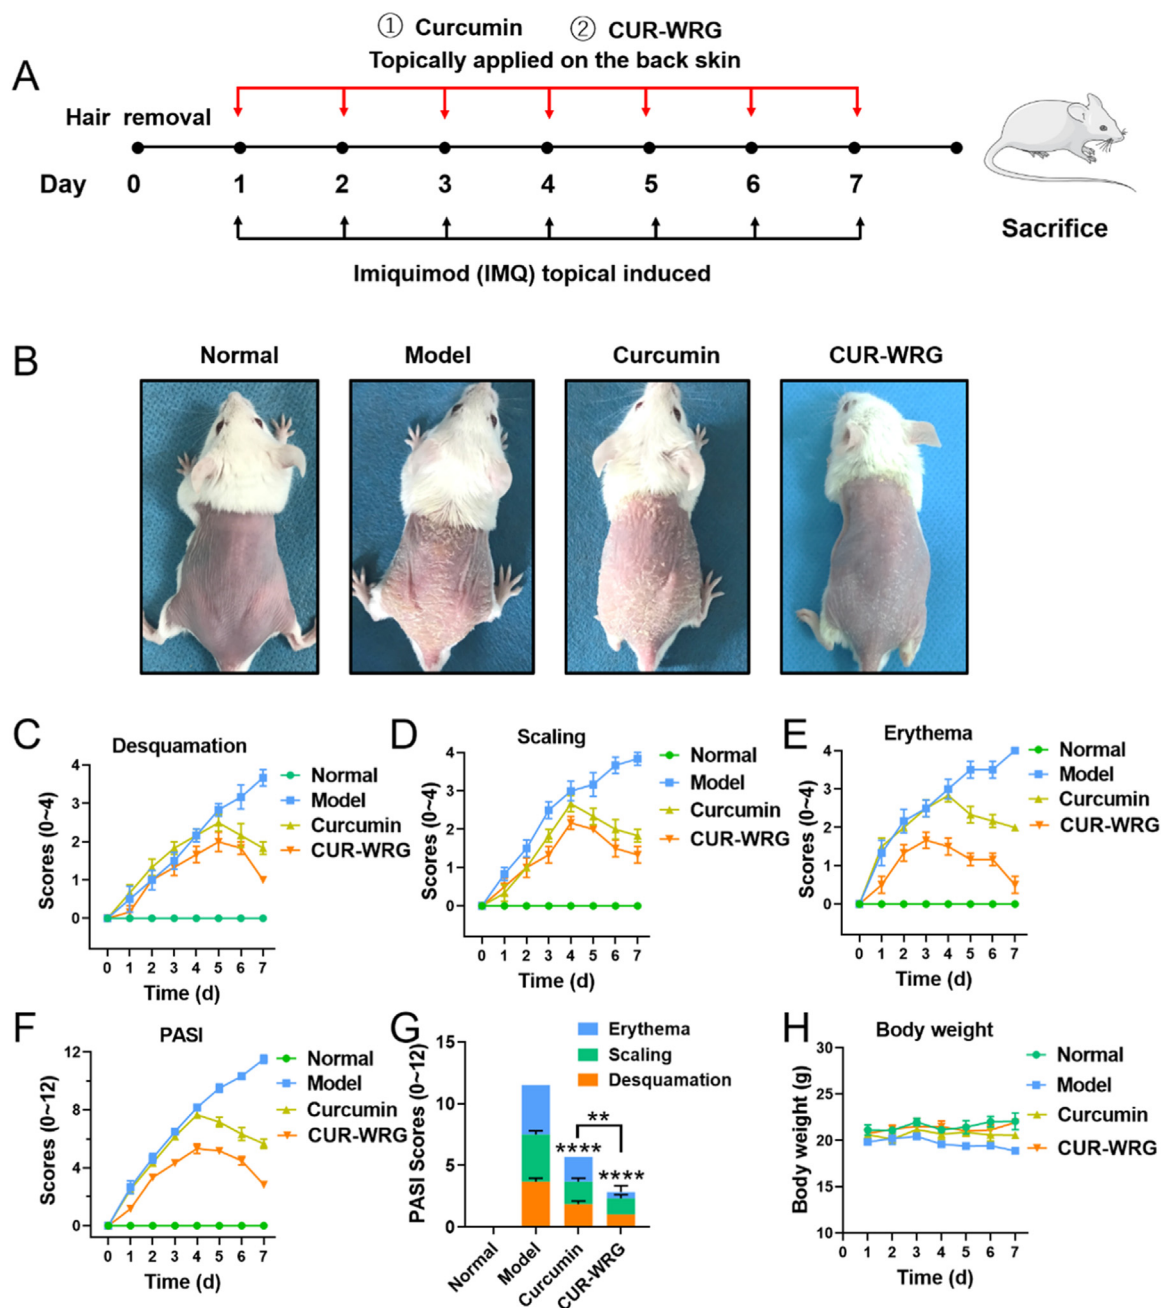 ① Curcumin ② CUR-WRG
Topically applied on the back skin
A
Hair removal
Day 0 1 2 3 4 5 6 7
Sacrifice
Imiquimod (IMQ) topical induced
B
Normal Model Curcumin CUR-WRG
C
Desquamation
Scores (0~4)
4
3
2
1
0
0 1 2 3 4 5 6 7
Time (d)
Normal
Model
Curcumin
CUR-WRG
D
Scaling
Scores (0~4)
4
3
2
1
0
0 1 2 3 4 5 6 7
Time (d)
Normal
Model
Curcumin
CUR-WRG
E
Erythema
Scores (0~4)
4
3
2
1
0
0 1 2 3 4 5 6 7
Time (d)
Normal
Model
Curcumin
CUR-WRG
F
PASI
Scores (0~12)
12
8
4
0
0 1 2 3 4 5 6 7
Time (d)
Normal
Model
Curcumin
CUR-WRG
G
PASI Scores (0~12)
15
10
5
0
Erythema
Scaling
Desquamation
**
****
****
Normal
Model
Curcumin
CUR-WRG
H
Body weight
Body weight (g)
30
25
20
15
10
0 1 2 3 4 5 6 7
Time (d)
Normal
Model
Curcumin
CUR-WRG